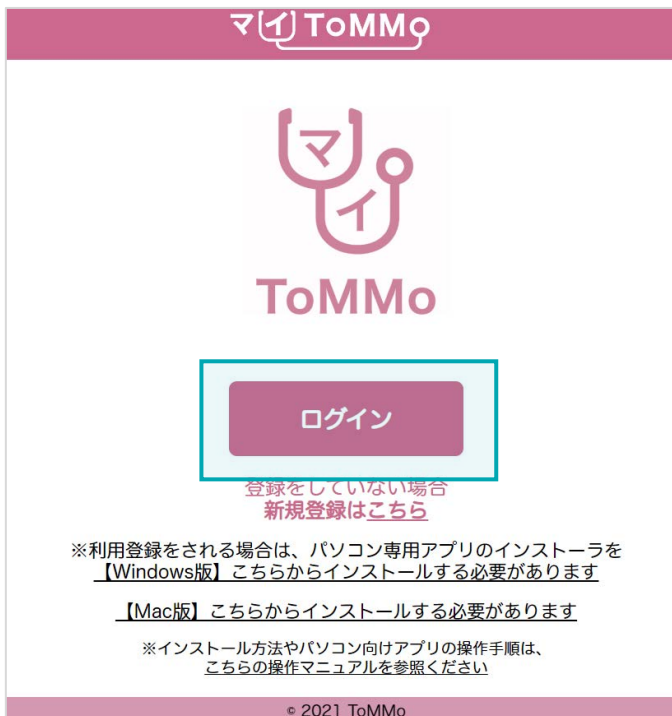 マイ ToMMo
マ
イ
ToMMo
ログイン
登録をしていない場合
新規登録はこちら
※利用登録をされる場合は、パソコン専用アプリのインストーラを
【Windows版】こちらからインストールする必要があります
【Mac版】こちらからインストールする必要があります
※インストール方法やパソコン向けアプリの操作手順は、
こちらの操作マニュアルを参照ください
© 2021 ToMMo